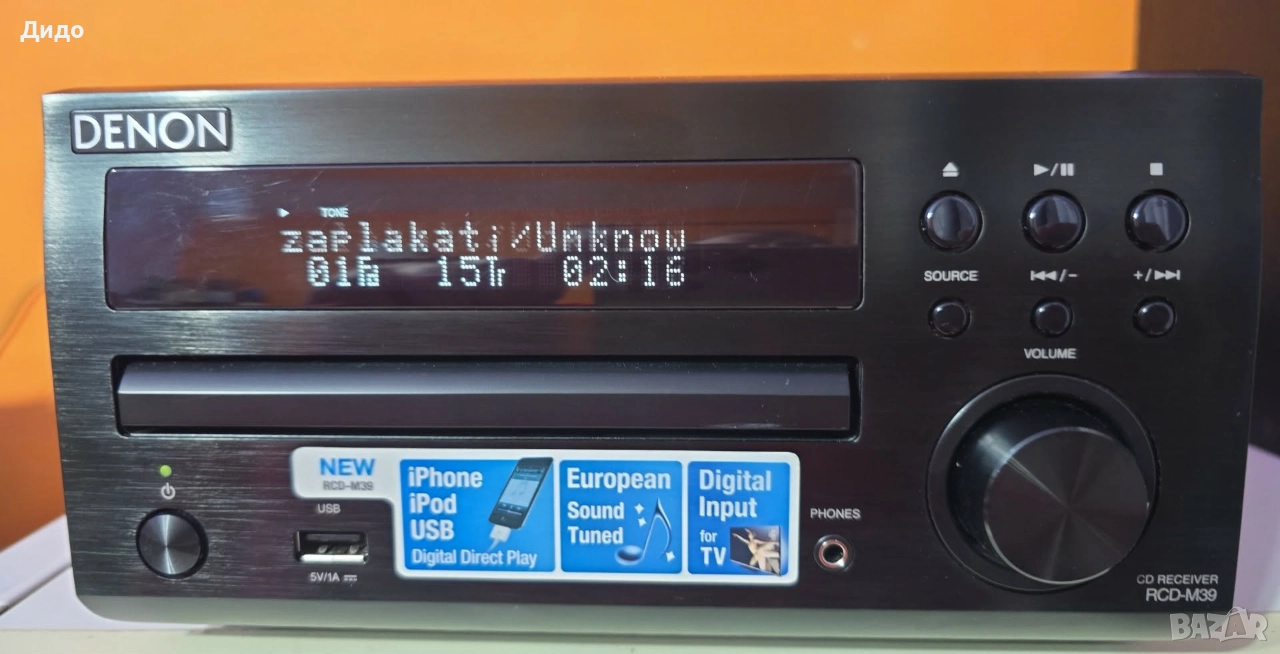 Дидо
DENON
TONE
zaplakati/Unknow
01 15Tr 02:16
SOURCE
+/
VOLUME
NEW
RCD-M39
USB
5V/1A
iPhone
iPod
USB
Digital Direct Play
European
Sound
Tuned
Digital
Input
for
TV
PHONES
CD RECEIVER
RCD-M39
BAZAR